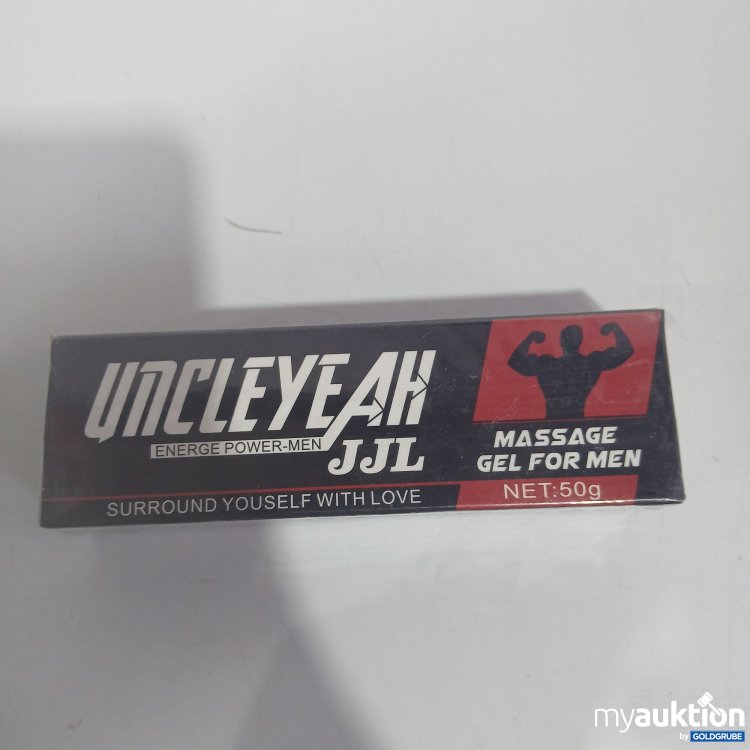 UNCLEYEAH
ENERGE POWER-MEN
JJL
SURROUND YOUSELF WITH LOVE
MASSAGE
GEL FOR MEN
NET:50g
myauktion
by GOLDGRUBE